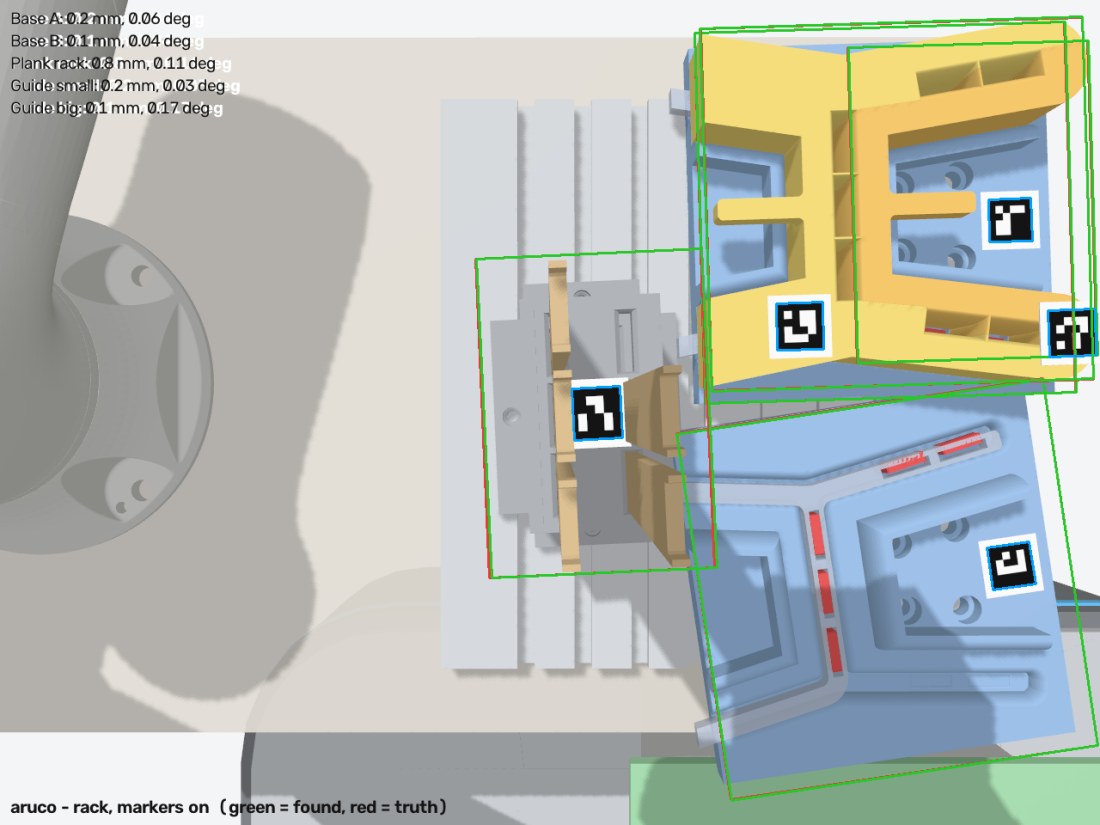 Base A: 0.2 mm, 0.06 deg
Base B: 0.1 mm, 0.04 deg
Plank rack: 0.8 mm, 0.11 deg
Guide small: 0.2 mm, 0.03 deg
Guide big: 0.1 mm, 0.17 deg
aruco - rack, markers on (green = found, red = truth)